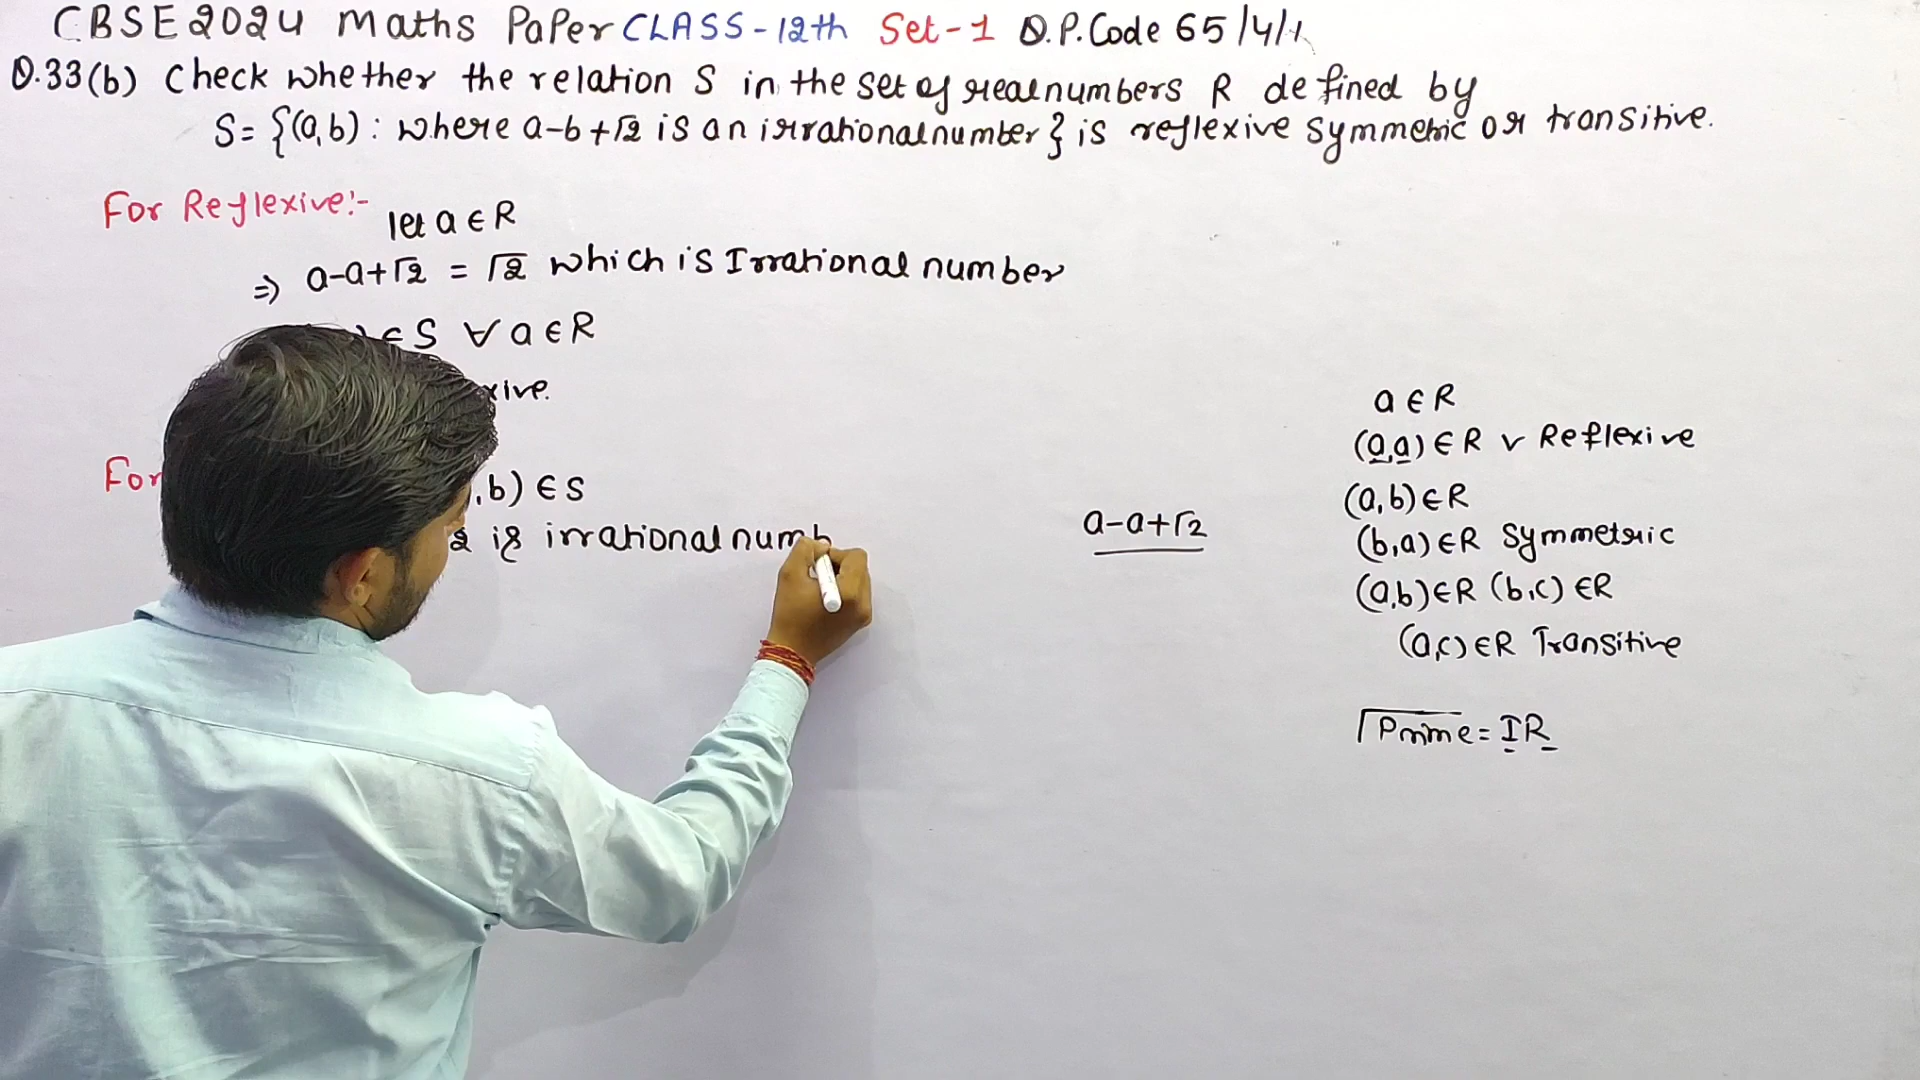 CBSE 2024 Maths Paper CLASS-12th Set-1 Q.P.Code 65/4/1
Q.33(b) Check whether the relation S in the set of real numbers R defined by
S = {(a,b) : where a-b+√2 is an irrational number} is reflexive symmetric or transitive.
For Reflexive:-
let a ∈ R
⇒ a-a+√2 = √2 which is Irrational number
∈ S ∀ a ∈ R
xive.
For
,b) ∈ S
2 is irrational numb
a-a+√2
a ∈ R
(a,a) ∈ R ✓ Reflexive
(a,b) ∈ R
(b,a) ∈ R Symmetric
(a,b) ∈ R (b,c) ∈ R
(a,c) ∈ R Transitive
√Prime = IR